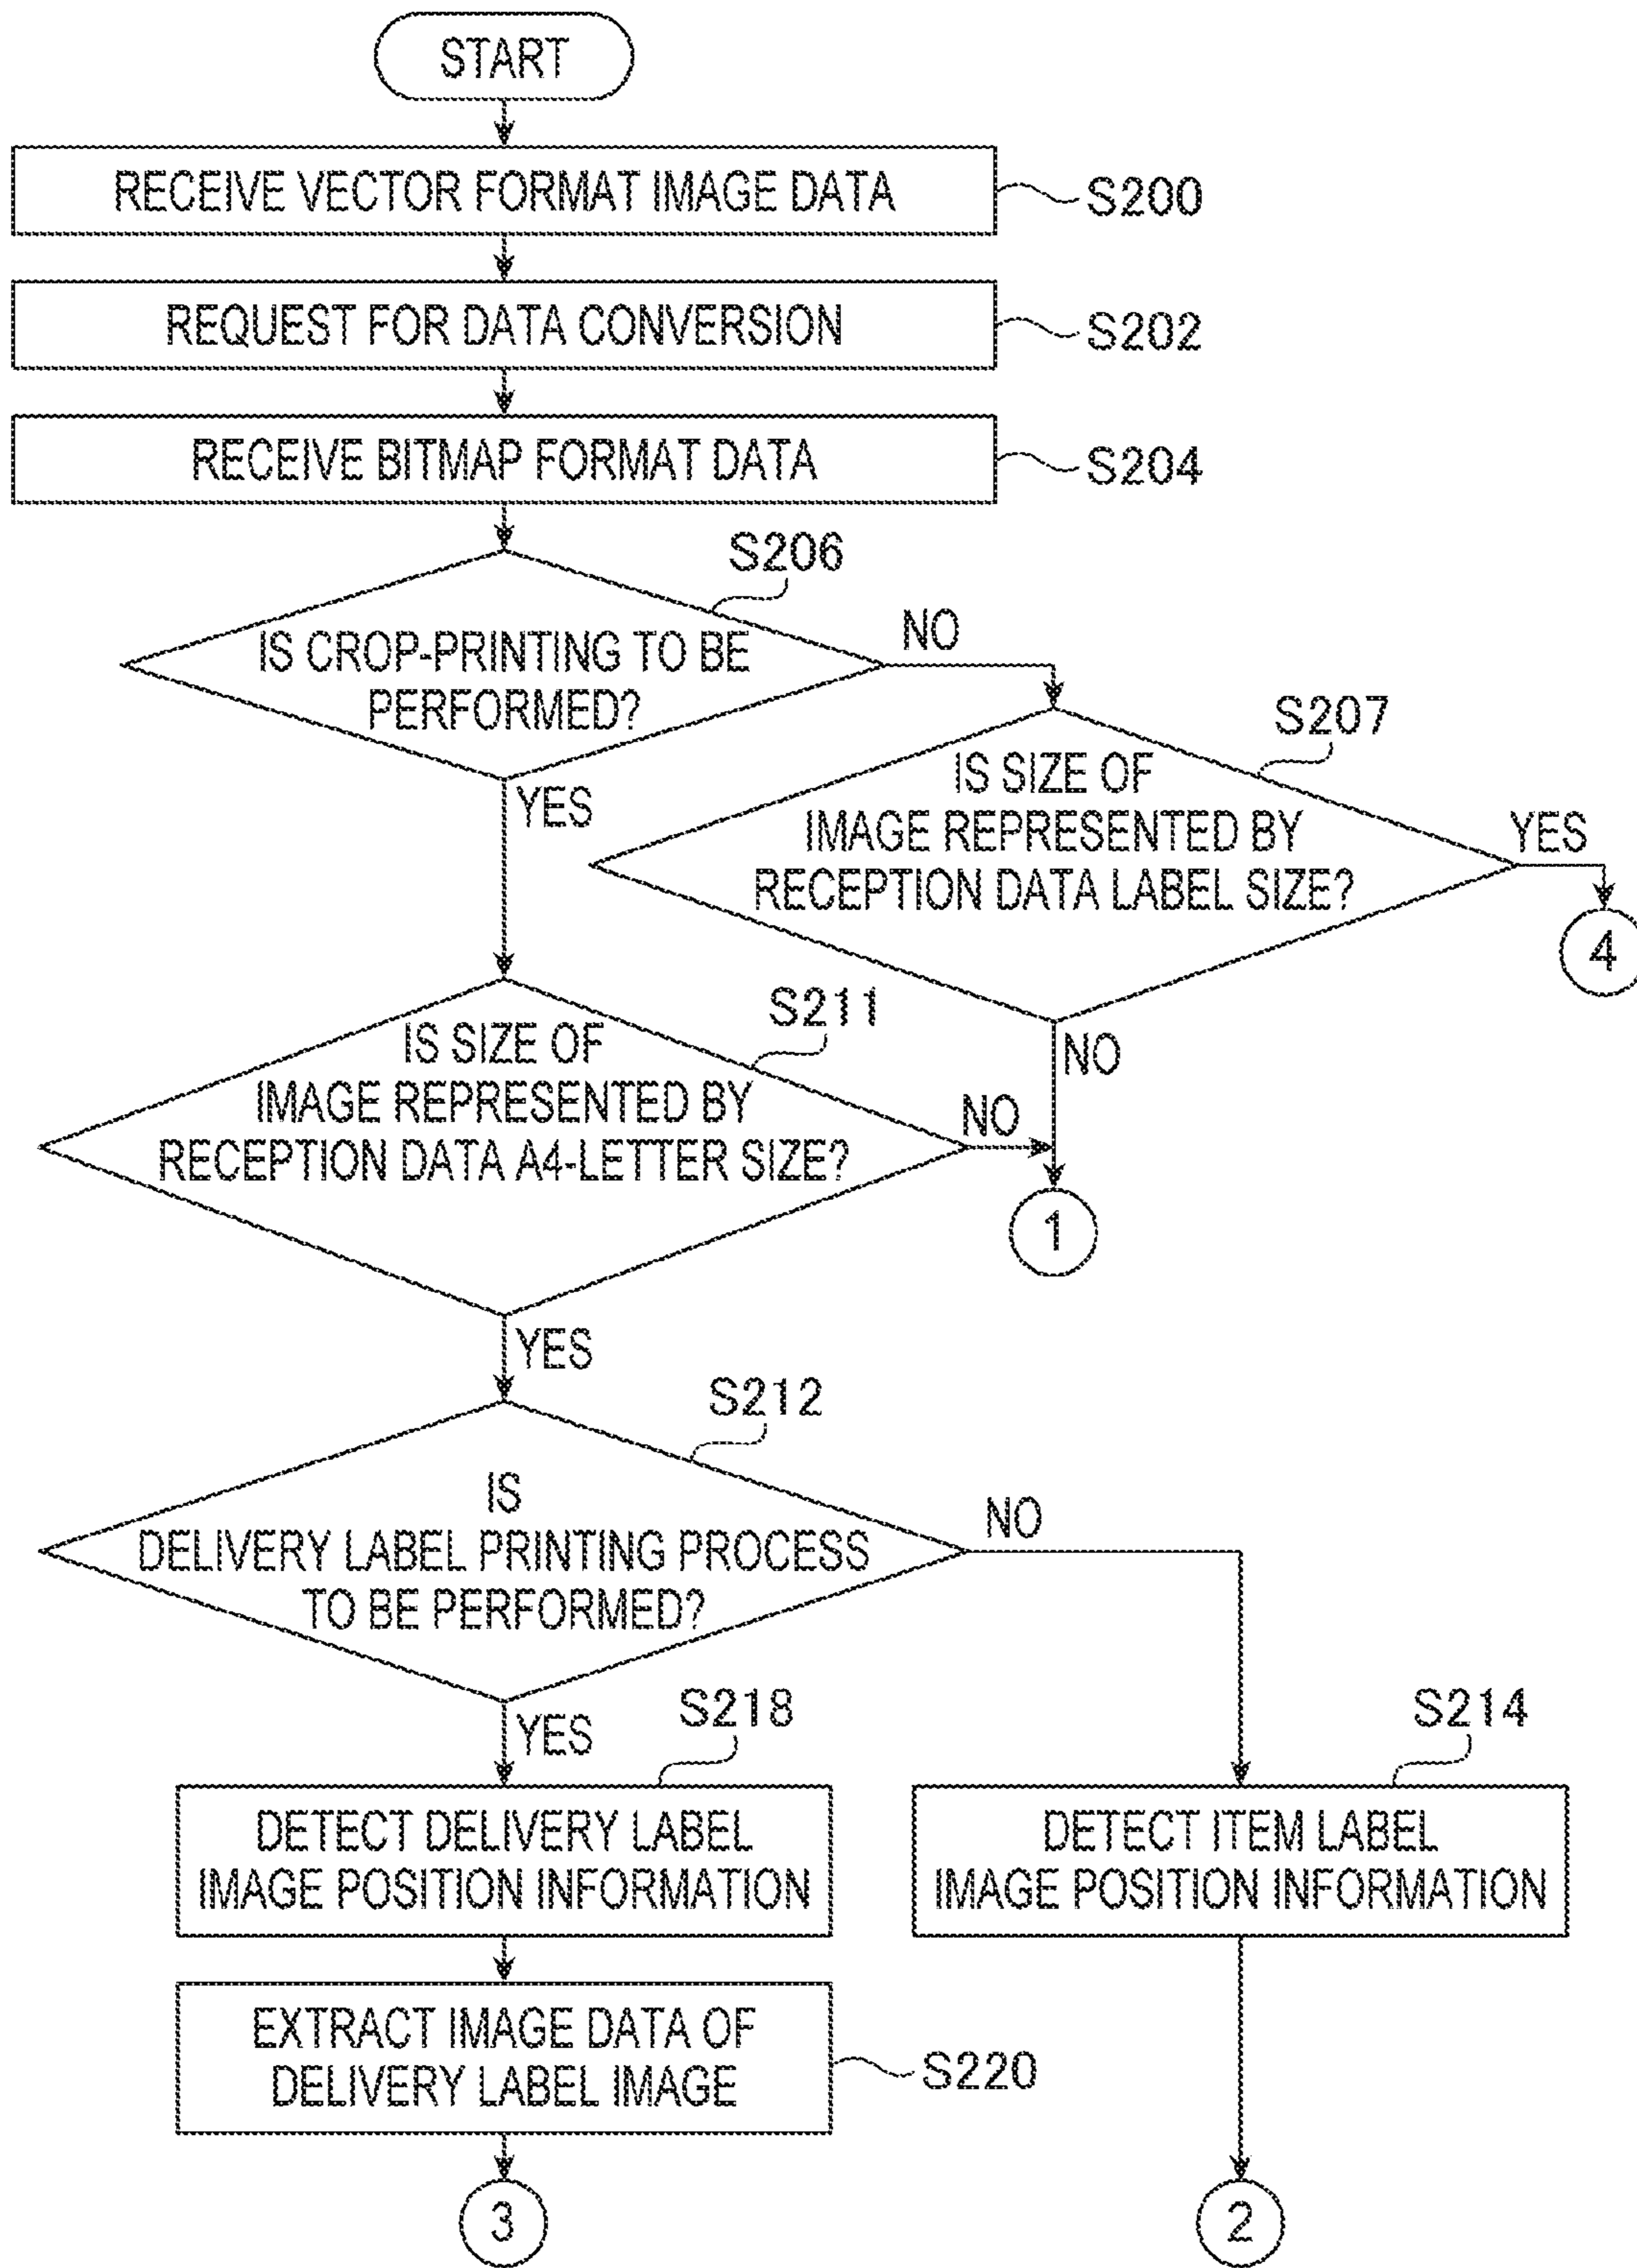 START
RECEIVE VECTOR FORMAT IMAGE DATA
S200
REQUEST FOR DATA CONVERSION
S202
RECEIVE BITMAP FORMAT DATA
S204
S206
IS CROP-PRINTING TO BE
PERFORMED?
NO
YES
S207
IS SIZE OF
IMAGE REPRESENTED BY
RECEPTION DATA LABEL SIZE?
YES
4
NO
S211
IS SIZE OF
IMAGE REPRESENTED BY
RECEPTION DATA A4-LETTER SIZE?
NO
1
YES
S212
IS
DELIVERY LABEL PRINTING PROCESS
TO BE PERFORMED?
NO
YES
S218
DETECT DELIVERY LABEL
IMAGE POSITION INFORMATION
S214
DETECT ITEM LABEL
IMAGE POSITION INFORMATION
EXTRACT IMAGE DATA OF
DELIVERY LABEL IMAGE
S220
3
2